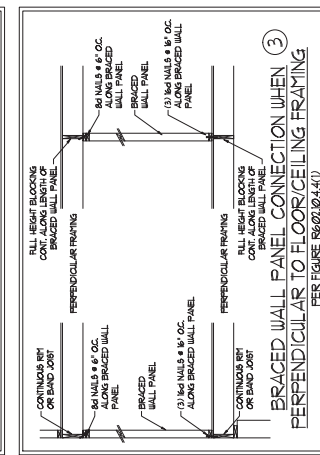 FULL HEIGHT BLOCKING
CONT. ALONG LENGTH OF
BRACED WALL PANEL
8d NAILS @ 6" O.C.
ALONG BRACED WALL
PANEL
BRACED
WALL PANEL
(3) 16d NAILS @ 16" O.C.
ALONG BRACED WALL
PANEL
PERPENDICULAR FRAMING
PERPENDICULAR FRAMING
FULL HEIGHT BLOCKING
CONT. ALONG LENGTH OF
BRACED WALL PANEL
CONTINUOUS RIM
OR BAND JOIST
8d NAILS @ 6" O.C.
ALONG BRACED WALL
PANEL
BRACED
WALL PANEL
(3) 16d NAILS @ 16" O.C.
ALONG BRACED WALL
PANEL
CONTINUOUS RIM
OR BAND JOIST
BRACED WALL PANEL CONNECTION WHEN 3
PERPENDICULAR TO FLOOR/CEILING FRAMING
PER FIGURE R602.10.4.4(1)